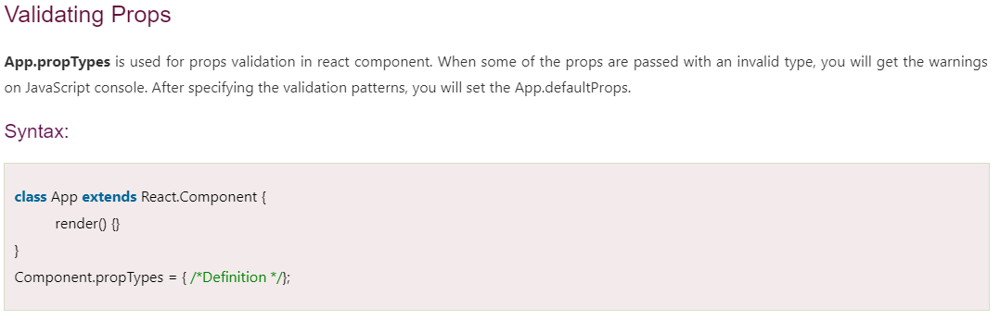 Validating Props
App.propTypes is used for props validation in react component. When some of the props are passed with an invalid type, you will get the warnings
on JavaScript console. After specifying the validation patterns, you will set the App.defaultProps.
Syntax:
class App extends React.Component {
render() {}
}
Component.propTypes = { /*Definition */};